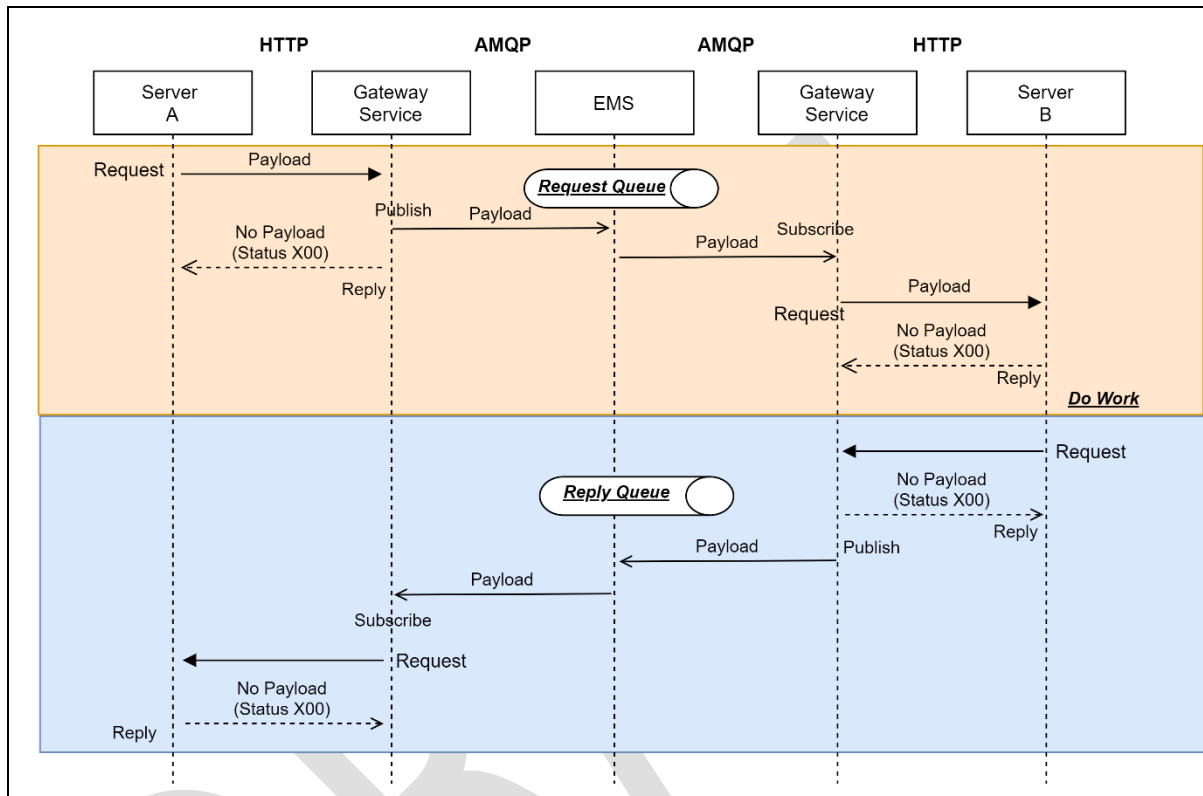 HTTP
AMQP
AMQP
HTTP
Server
A
Gateway
Service
EMS
Gateway
Service
Server
B
Request
Payload
Request Queue
Publish
Payload
No Payload
(Status X00)
Reply
Subscribe
Payload
Payload
Request
No Payload
(Status X00)
Reply
Do Work
Request
Reply Queue
No Payload
(Status X00)
Reply
Payload
Publish
Payload
Subscribe
Request
No Payload
(Status X00)
Reply